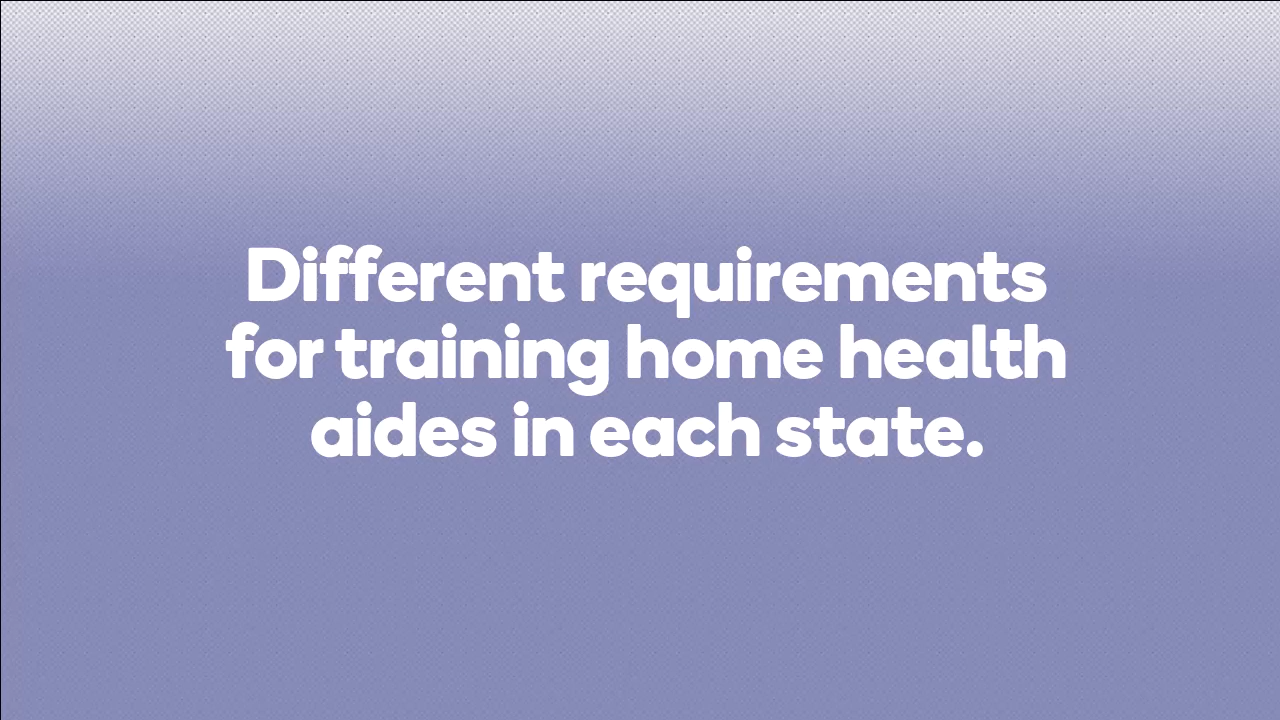 Different requirements
for training home health
aides in each state.